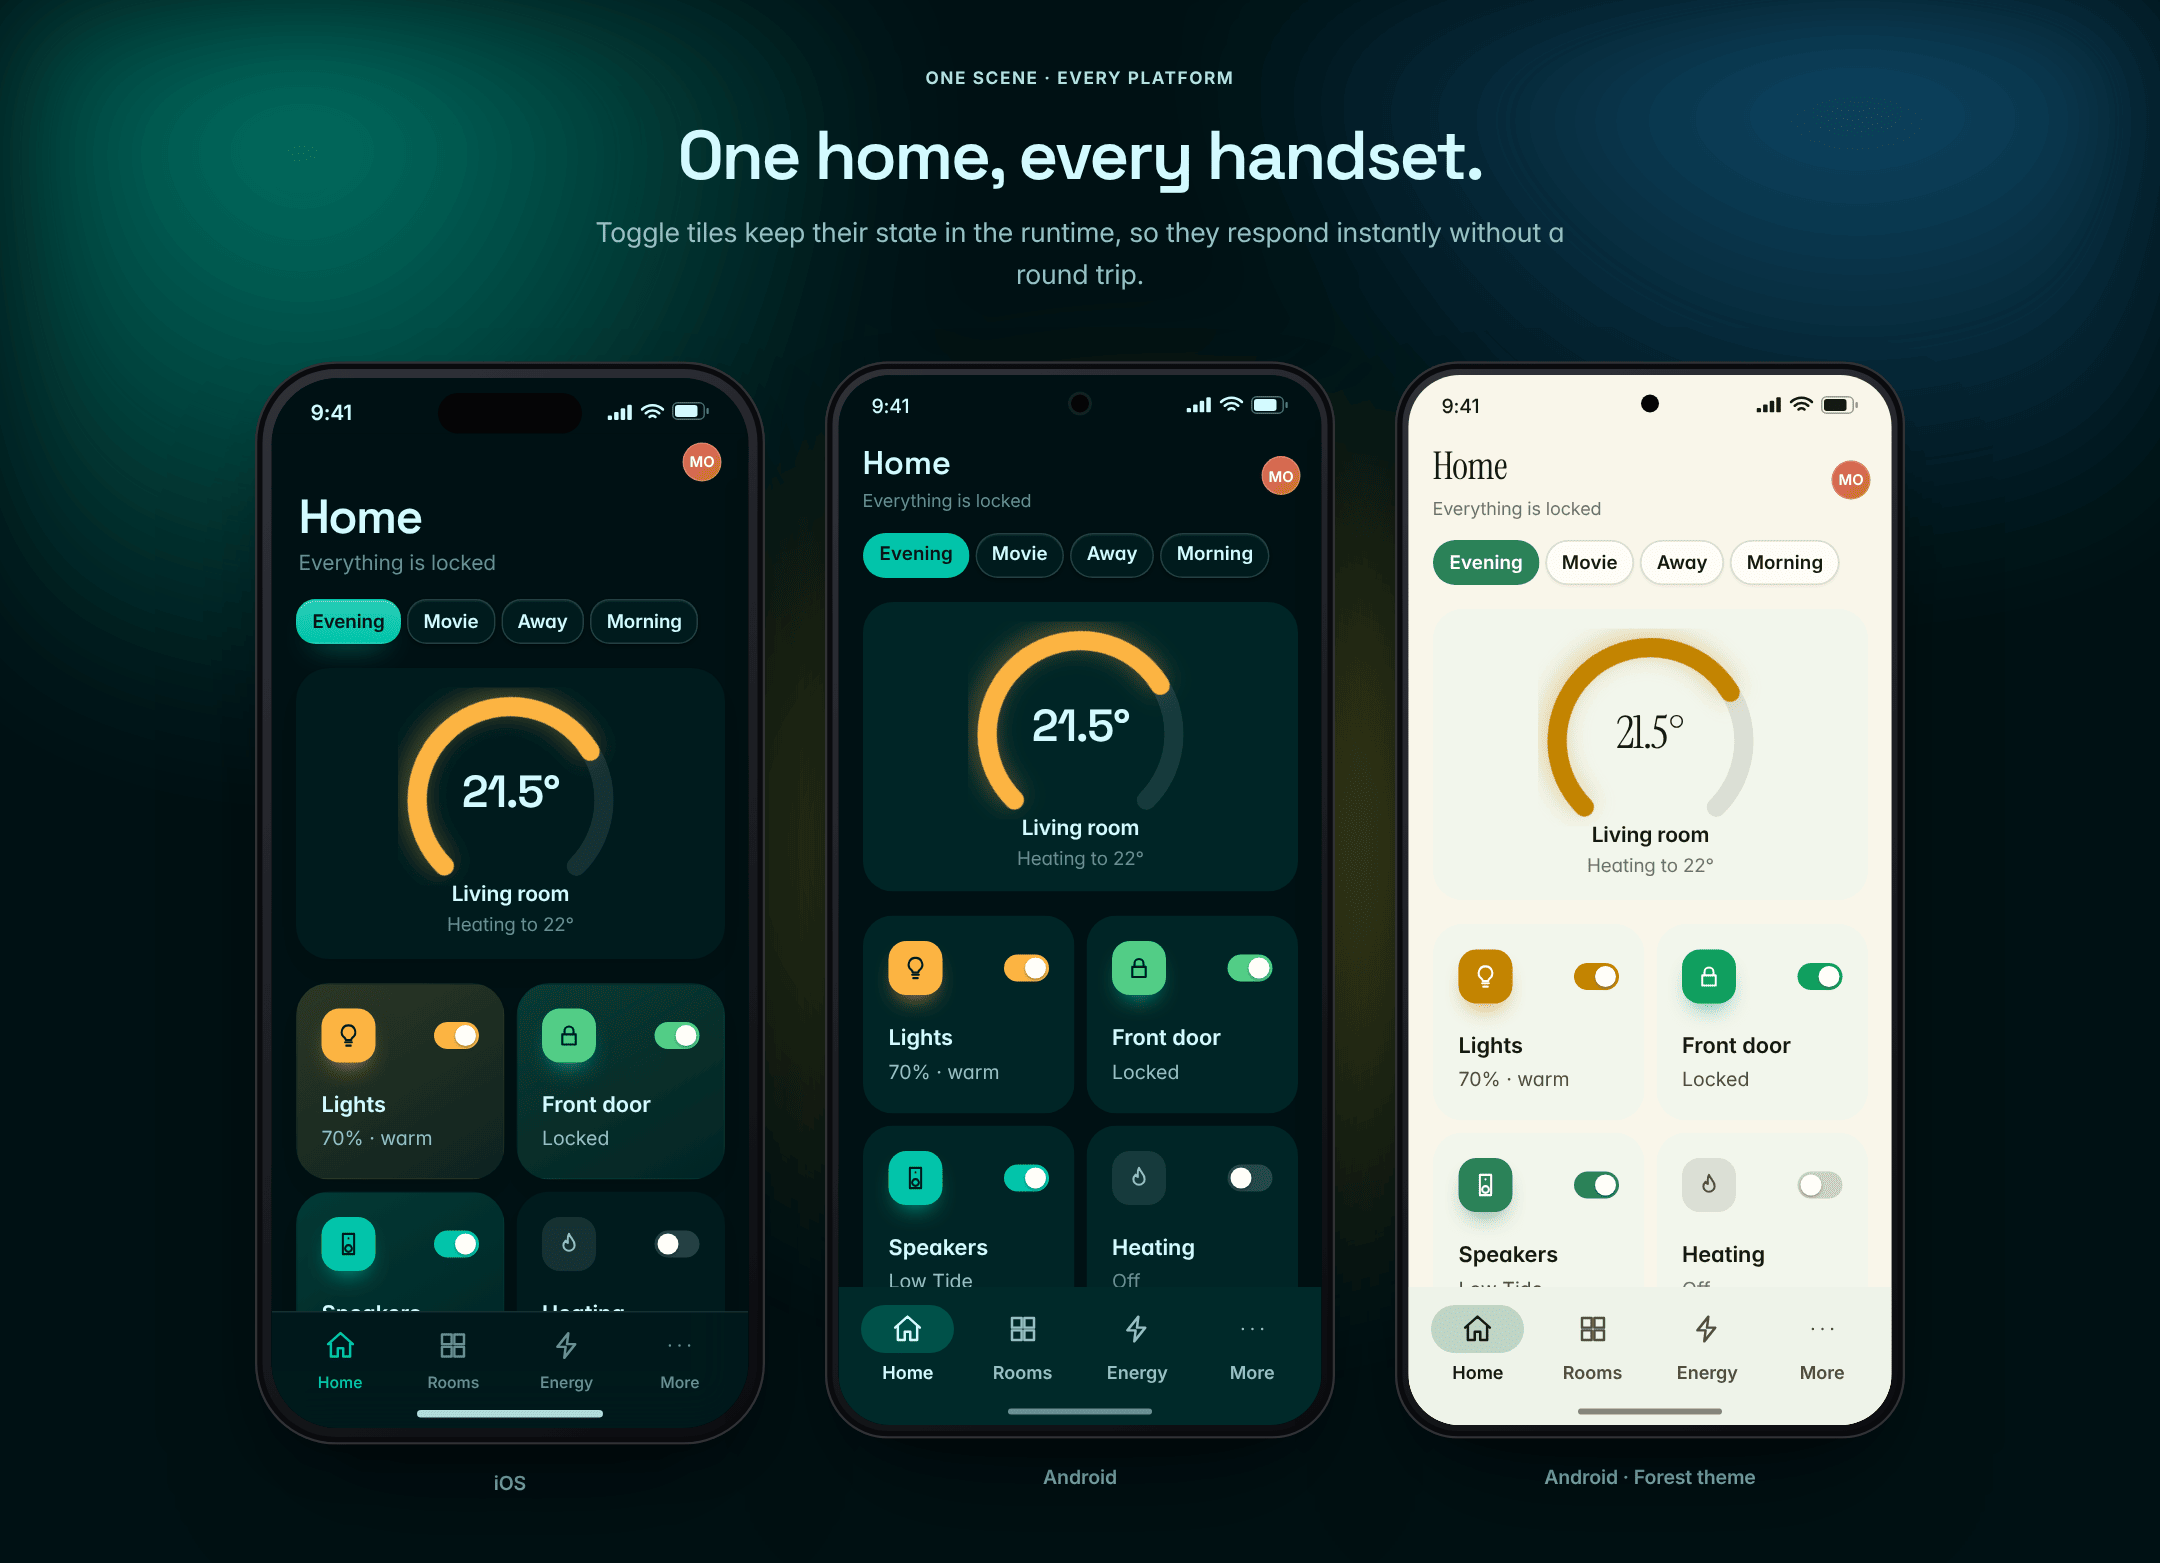 ONE SCENE · EVERY PLATFORM
One home, every handset.
Toggle tiles keep their state in the runtime, so they respond instantly without a
round trip.
9:41
MO
Home
Everything is locked
Evening Movie Away Morning
21.5°
Living room
Heating to 22°
Lights
70% · warm
Front door
Locked
Speakers
Heating
Home Rooms Energy More
iOS
9:41
Home
MO
Everything is locked
Evening Movie Away Morning
21.5°
Living room
Heating to 22°
Lights
70% · warm
Front door
Locked
Speakers
Low Tide
Heating
Off
Home Rooms Energy More
Android
9:41
Home
MO
Everything is locked
Evening Movie Away Morning
21.5°
Living room
Heating to 22°
Lights
70% · warm
Front door
Locked
Speakers
Low Tide
Heating
Off
Home Rooms Energy More
Android · Forest theme